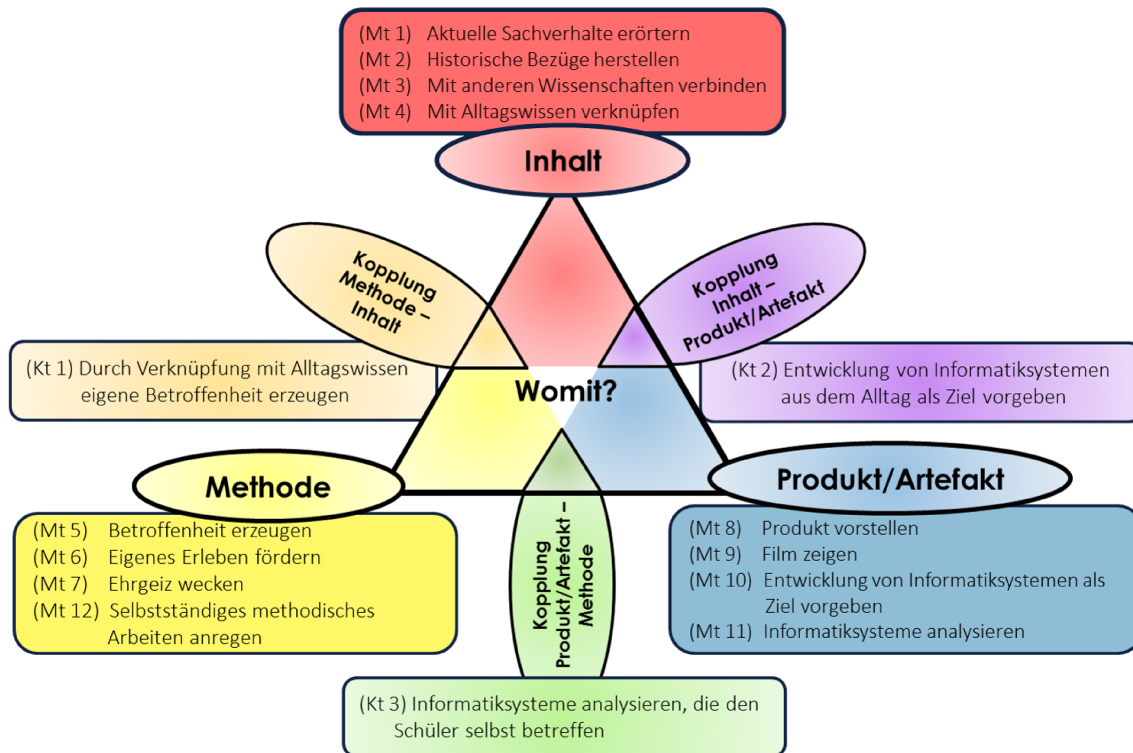 (Mt 1) Aktuelle Sachverhalte erörtern
(Mt 2) Historische Bezüge herstellen
(Mt 3) Mit anderen Wissenschaften verbinden
(Mt 4) Mit Alltagswissen verknüpfen
Inhalt
Kopplung
Methode –
Inhalt
Kopplung
Inhalt –
Produkt/Artefakt
(Kt 1) Durch Verknüpfung mit Alltagswissen
eigene Betroffenheit erzeugen
Womit?
(Kt 2) Entwicklung von Informatiksystemen
aus dem Alltag als Ziel vorgeben
Methode
Produkt/Artefakt
(Mt 5) Betroffenheit erzeugen
(Mt 6) Eigenes Erleben fördern
(Mt 7) Ehrgeiz wecken
(Mt 12) Selbstständiges methodisches
Arbeiten anregen
Kopplung
Produkt/Artefakt –
Methode
(Mt 8) Produkt vorstellen
(Mt 9) Film zeigen
(Mt 10) Entwicklung von Informatiksystemen als
Ziel vorgeben
(Mt 11) Informatiksysteme analysieren
(Kt 3) Informatiksysteme analysieren, die den
Schüler selbst betreffen